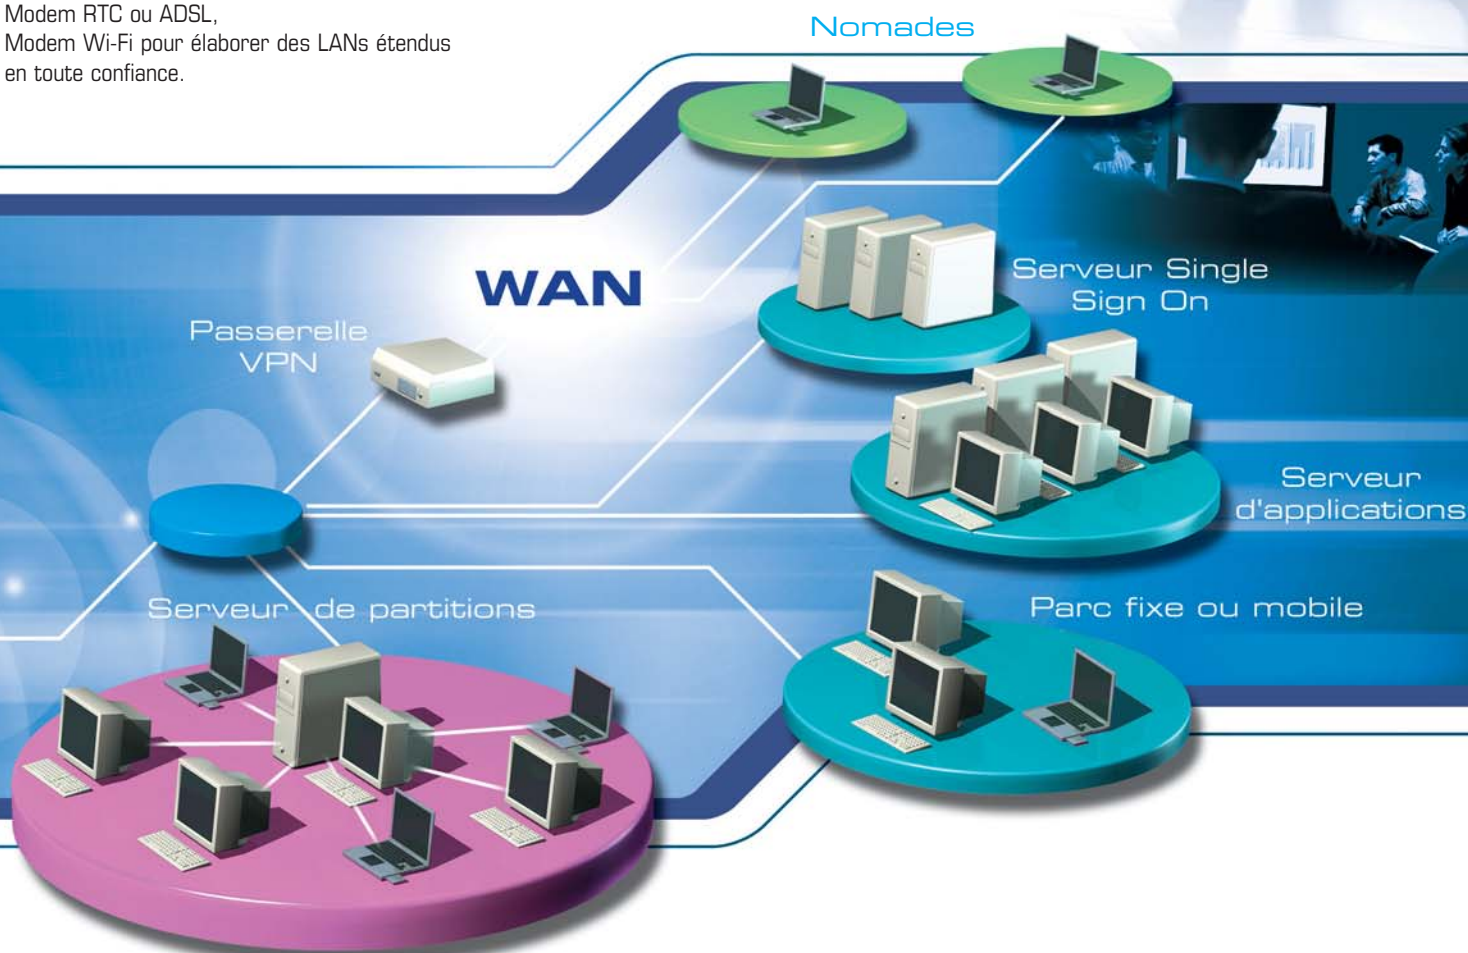 Modem RTC ou ADSL,
Modem Wi-Fi pour élaborer des LANs étendus
en toute confiance.
Nomades
WAN
Serveur Single
Sign On
Passerelle
VPN
Serveur
d'applications
Serveur de partitions
Parc fixe ou mobile